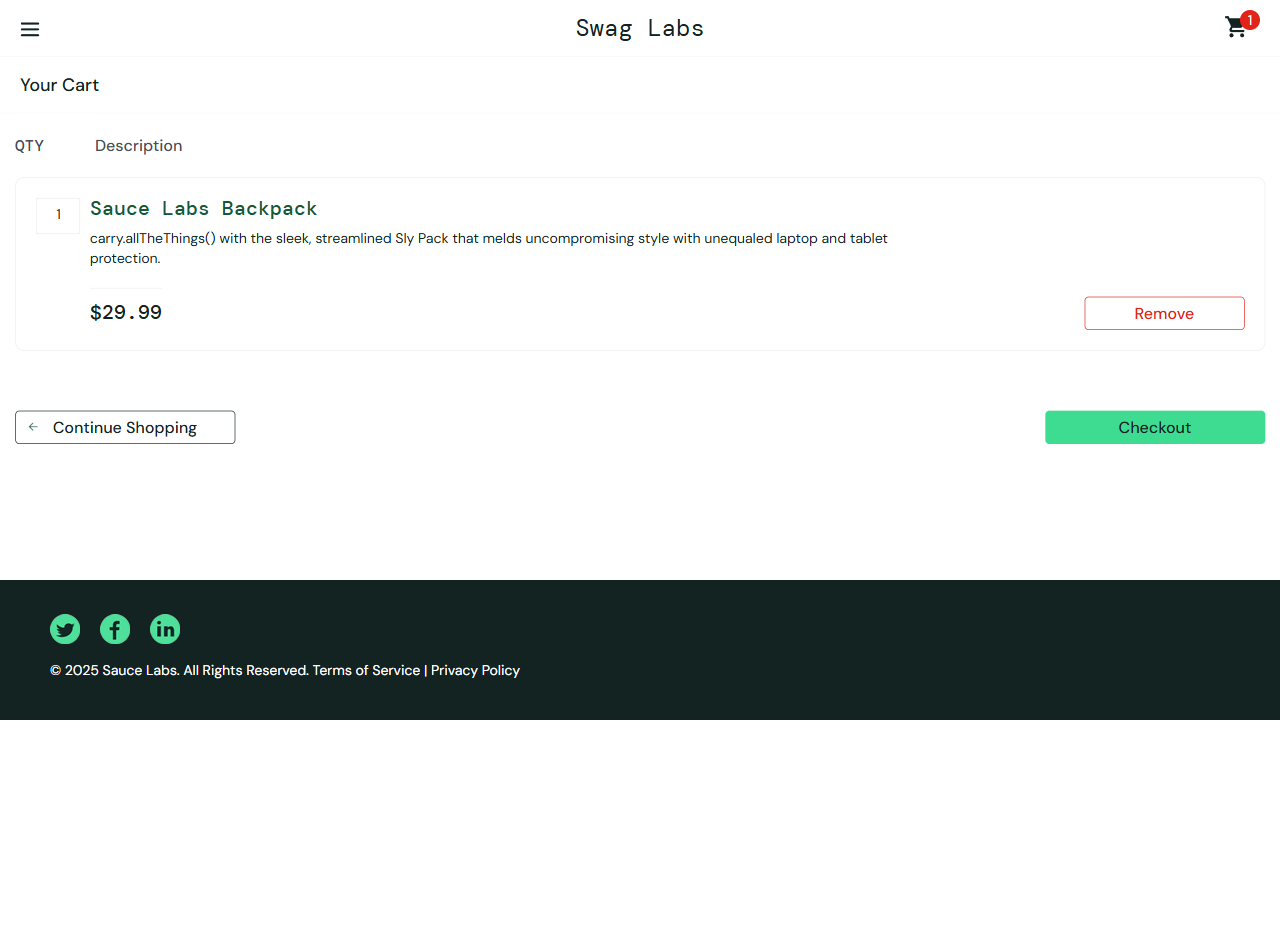 Swag Labs
1
Your Cart
QTY Description
1
Sauce Labs Backpack
carry.allTheThings() with the sleek, streamlined Sly Pack that melds uncompromising style with unequaled laptop and tablet
protection.
$29.99
Remove
Continue Shopping
Checkout
© 2025 Sauce Labs. All Rights Reserved. Terms of Service | Privacy Policy